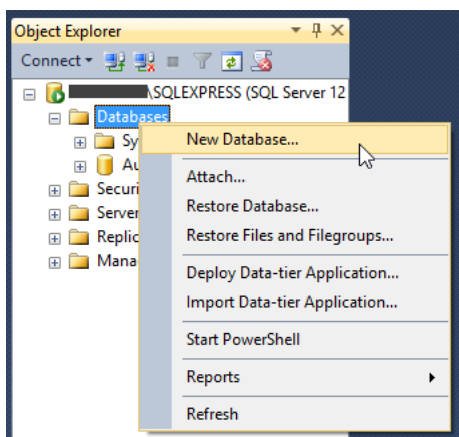 Object Explorer
Connect
\SQLEXPRESS (SQL Server 12
Databases
Sy
Au
Securi
Server
Replic
Mana
New Database...
Attach...
Restore Database...
Restore Files and Filegroups...
Deploy Data-tier Application...
Import Data-tier Application...
Start PowerShell
Reports
Refresh